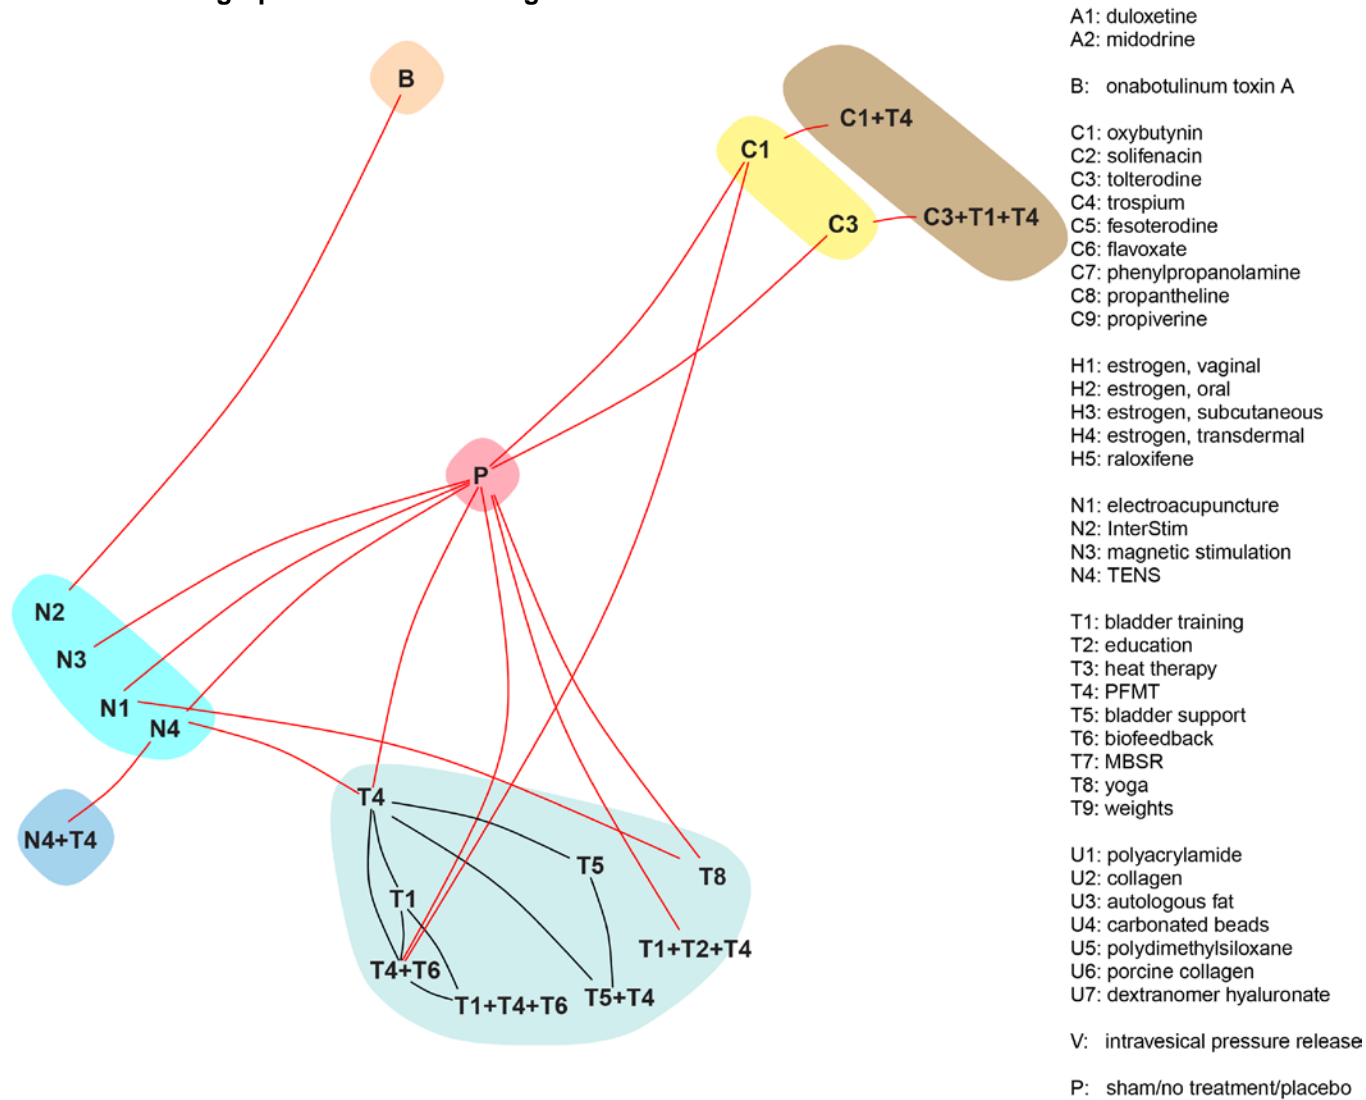 A1: duloxetine
A2: midodrine
B: onabotulinum toxin A
C1: oxybutynin
C2: solifenacin
C3: tolterodine
C4: trospium
C5: fesoterodine
C6: flavoxate
C7: phenylpropanolamine
C8: propantheline
C9: propiverine
H1: estrogen, vaginal
H2: estrogen, oral
H3: estrogen, subcutaneous
H4: estrogen, transdermal
H5: raloxifene
N1: electroacupuncture
N2: InterStim
N3: magnetic stimulation
N4: TENS
T1: bladder training
T2: education
T3: heat therapy
T4: PFMT
T5: bladder support
T6: biofeedback
T7: MBSR
T8: yoga
T9: weights
U1: polyacrylamide
U2: collagen
U3: autologous fat
U4: carbonated beads
U5: polydimethylsiloxane
U6: porcine collagen
U7: dextranomer hyaluronate
V: intravesical pressure release
P: sham/no treatment/placebo
B
C1+T4
C1
C3+T1+T4
C3
P
N2
N3
N1
N4
N4+T4
T4
T5
T8
T1
T1+T2+T4
T4+T6
T5+T4
T1+T4+T6